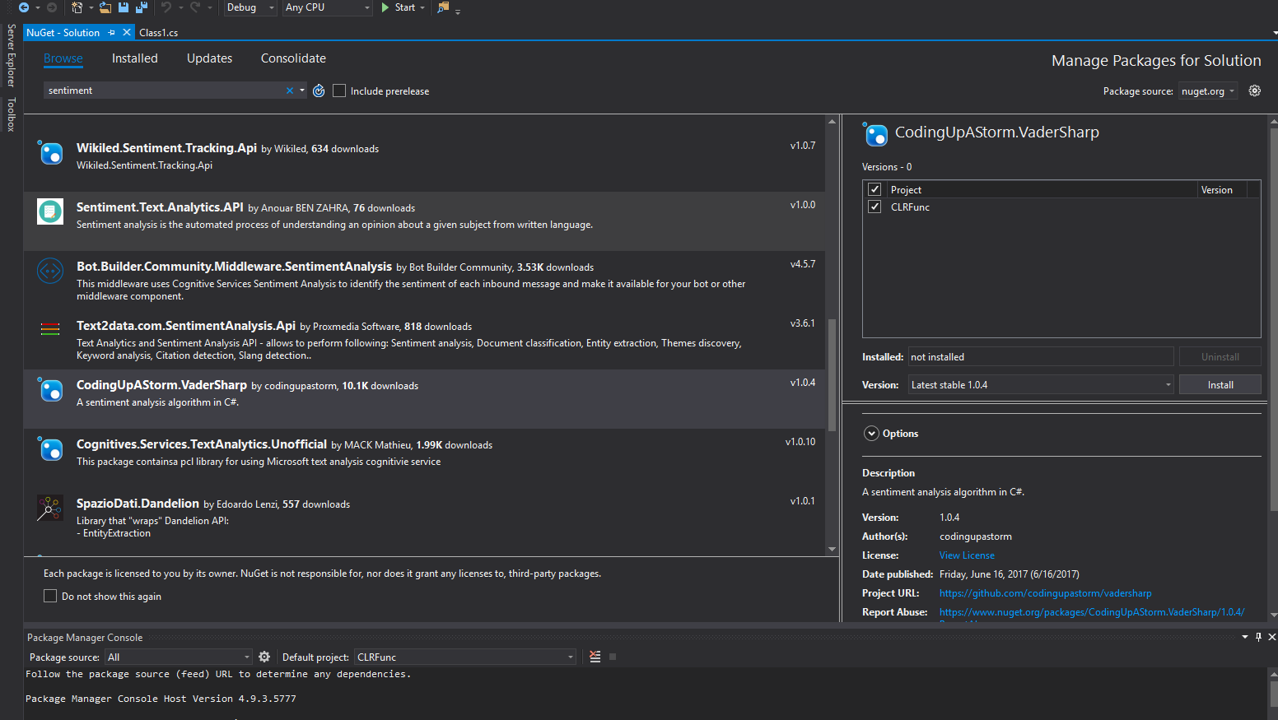 Debug Any CPU Start
Server Explorer
Toolbox
NuGet - Solution Class1.cs
Browse Installed Updates Consolidate
Manage Packages for Solution
sentiment Include prerelease
Package source: nuget.org
Wikiled.Sentiment.Tracking.Api by Wikiled, 634 downloads v1.0.7
Wikiled.Sentiment.Tracking.Api
Sentiment.Text.Analytics.API by Anouar BEN ZAHRA, 76 downloads v1.0.0
Sentiment analysis is the automated process of understanding an opinion about a given subject from written language.
Bot.Builder.Community.Middleware.SentimentAnalysis by Bot Builder Community, 3.53K downloads v4.5.7
This middleware uses Cognitive Services Sentiment Analysis to identify the sentiment of each inbound message and make it available for your bot or other
middleware component.
Text2data.com.SentimentAnalysis.Api by Proxmedia Software, 818 downloads v3.6.1
Text Analytics and Sentiment Analysis API - allows to perform following: Sentiment analysis, Document classification, Entity extraction, Themes discovery,
Keyword analysis, Citation detection, Slang detection..
CodingUpAStorm.VaderSharp by codingupastorm, 10.1K downloads v1.0.4
A sentiment analysis algorithm in C#.
Cognitives.Services.TextAnalytics.Unofficial by MACK Mathieu, 1.99K downloads v1.0.10
This package containsa pcl library for using Microsoft text analysis cognitivie service
SpazioDati.Dandelion by Edoardo Lenzi, 557 downloads v1.0.1
Library that "wraps" Dandelion API:
- EntityExtraction
Each package is licensed to you by its owner. NuGet is not responsible for, nor does it grant any licenses to, third-party packages.
Do not show this again
CodingUpAStorm.VaderSharp
Versions - 0
Project Version
CLRFunc
Installed: not installed Uninstall
Version: Latest stable 1.0.4 Install
Options
Description
A sentiment analysis algorithm in C#.
Version: 1.0.4
Author(s): codingupastorm
License: View License
Date published: Friday, June 16, 2017 (6/16/2017)
Project URL: https://github.com/codingupastorm/vadersharp
Report Abuse: https://www.nuget.org/packages/CodingUpAStorm.VaderSharp/1.0.4/
Package Manager Console
Package source: All Default project: CLRFunc
Follow the package source (feed) URL to determine any dependencies.
Package Manager Console Host Version 4.9.3.5777